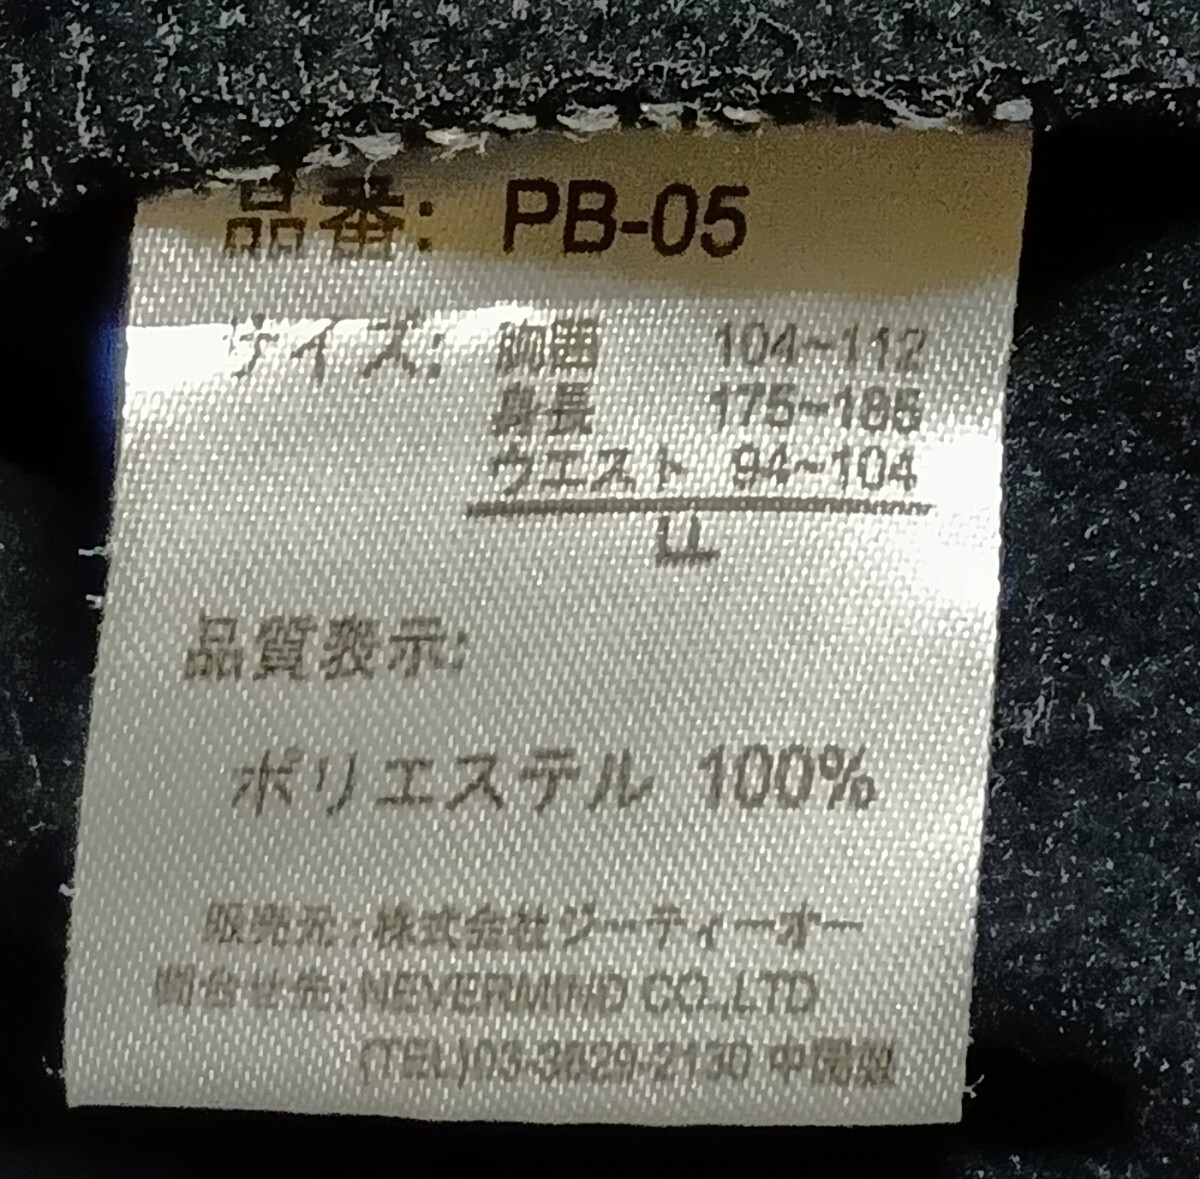 品番: PB-05
サイズ: 胸囲 104~112
身長 175~185
ウエスト 94~104
LL
品質表示:
ポリエステル 100%
販売元:株式会社ジーティーオー
問合せ先: NEVERMIND CO.,LTD
(TEL)03-3829-2130 中国製